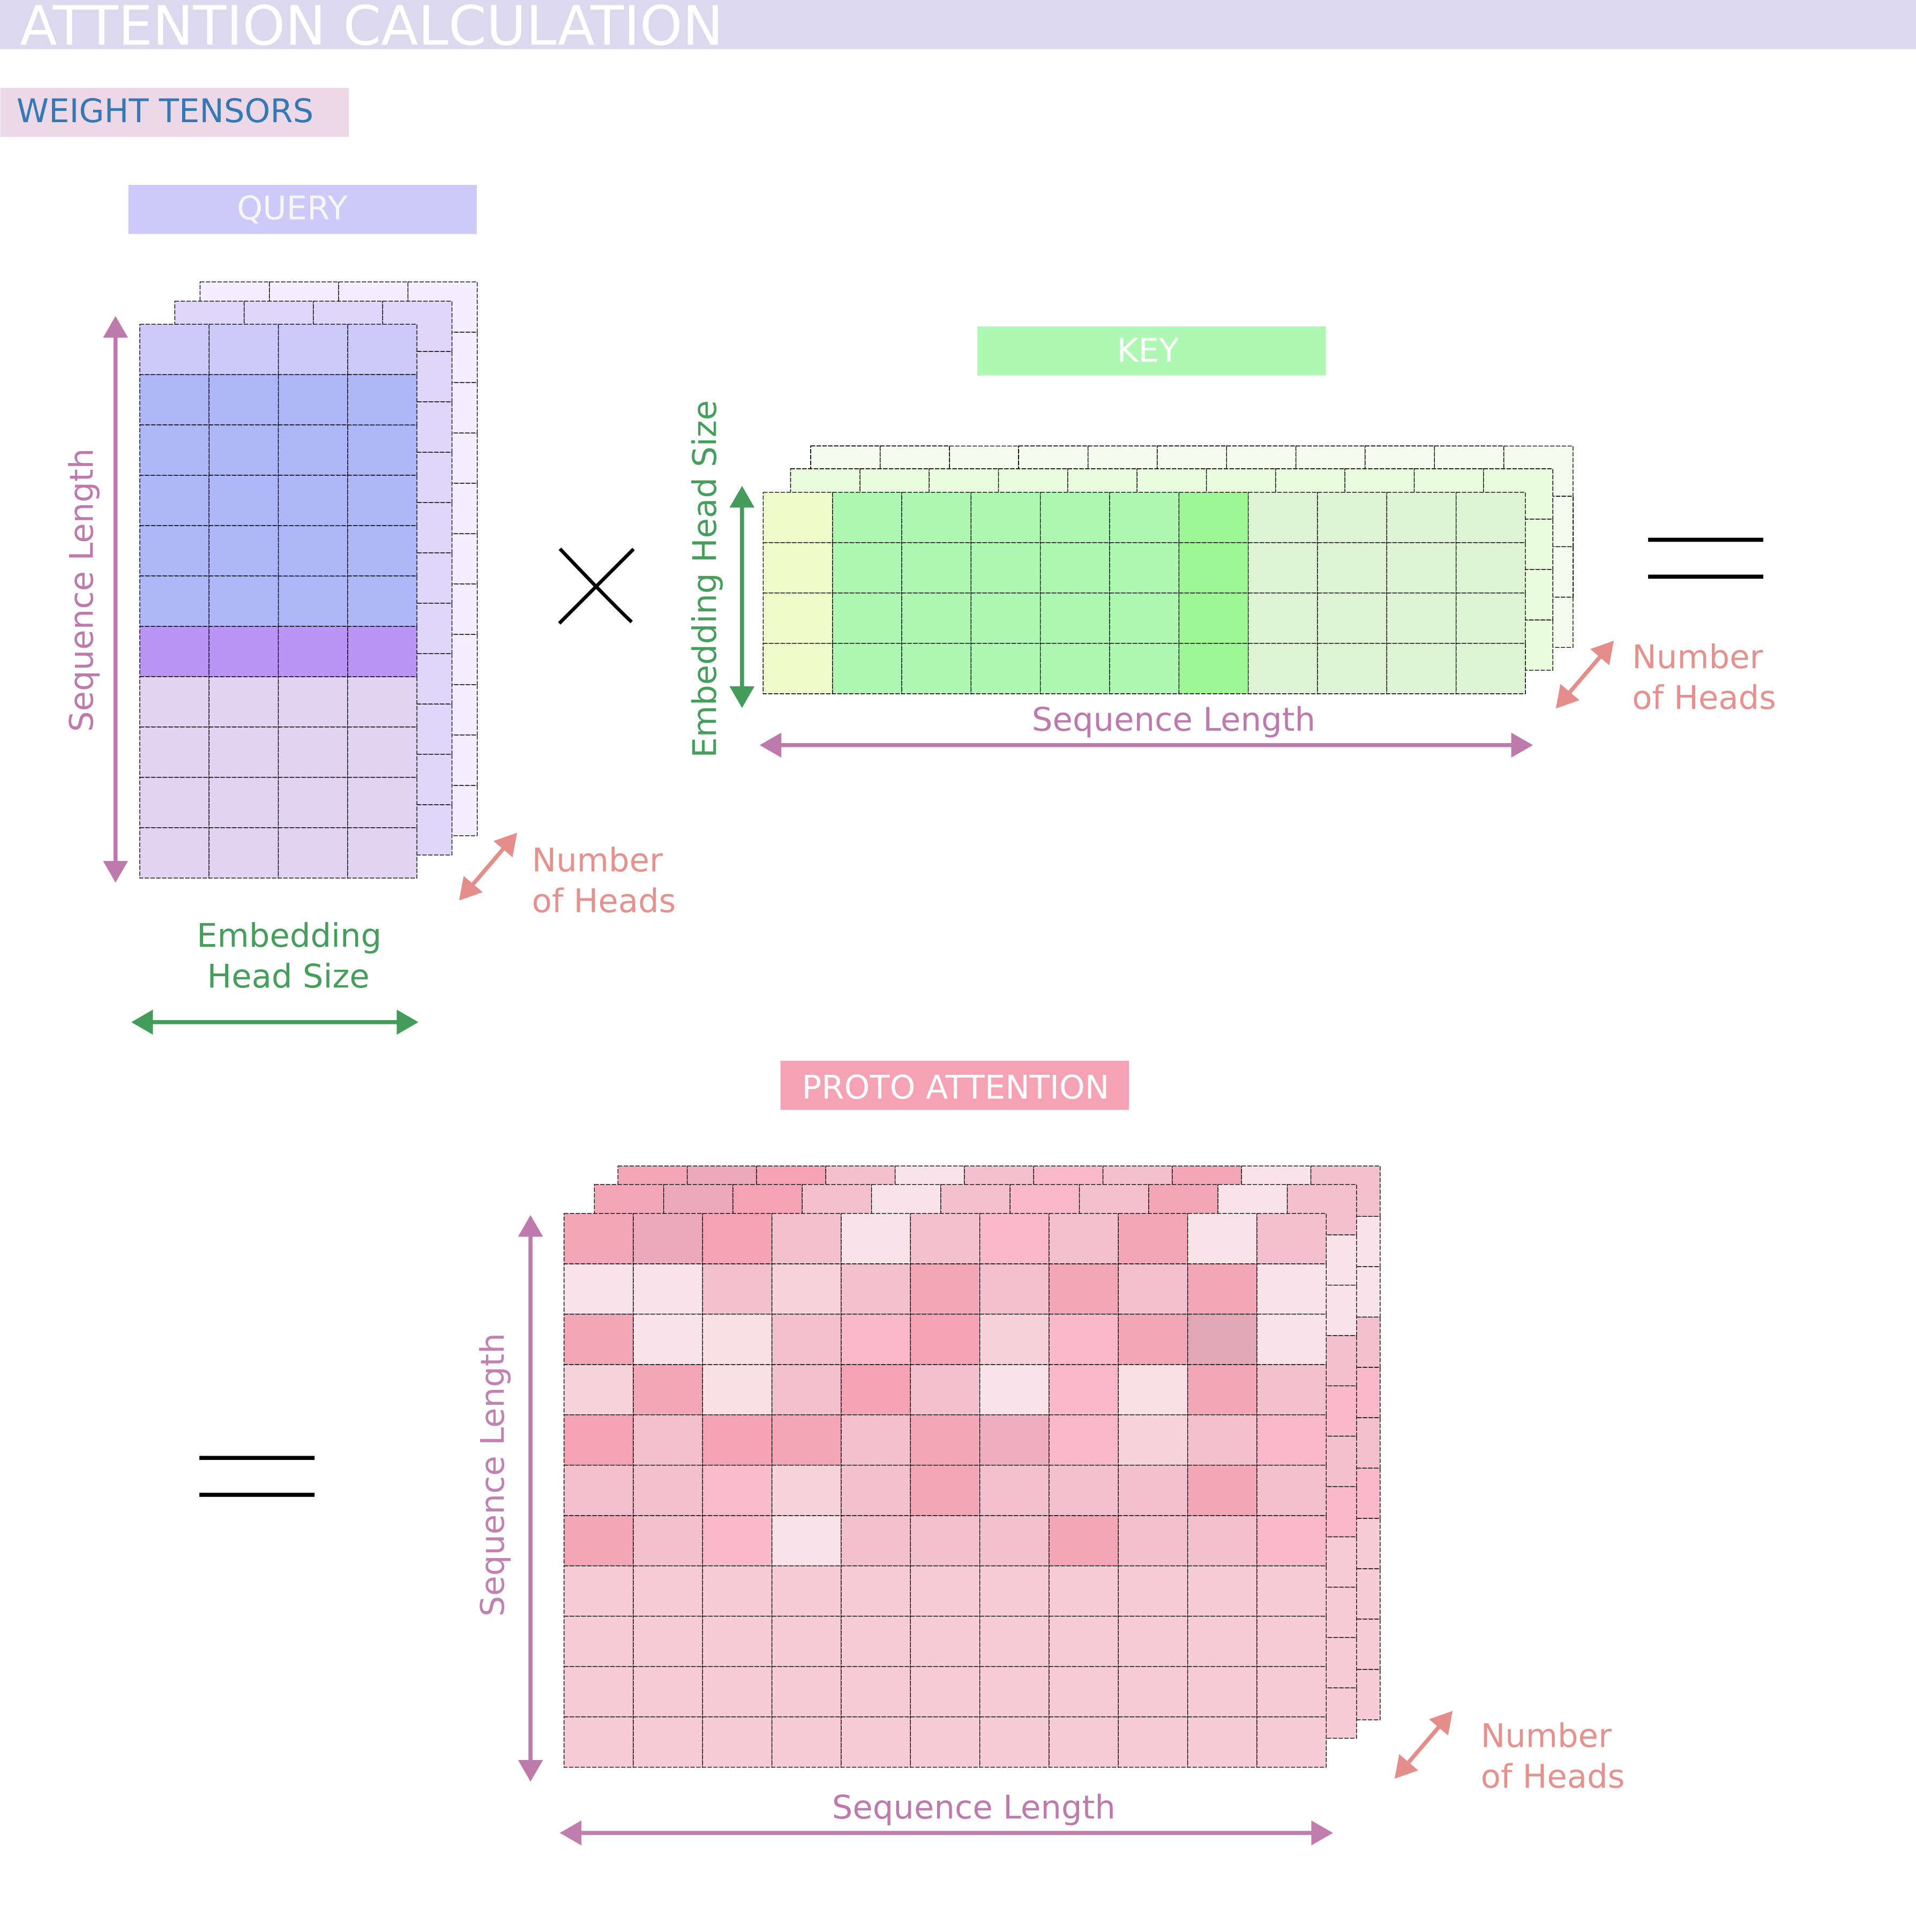 ATTENTION CALCULATION
WEIGHT TENSORS
QUERY
Sequence Length
Number
of Heads
Embedding
Head Size
KEY
Embedding Head Size
Sequence Length
Number
of Heads
PROTO ATTENTION
Sequence Length
Sequence Length
Number
of Heads